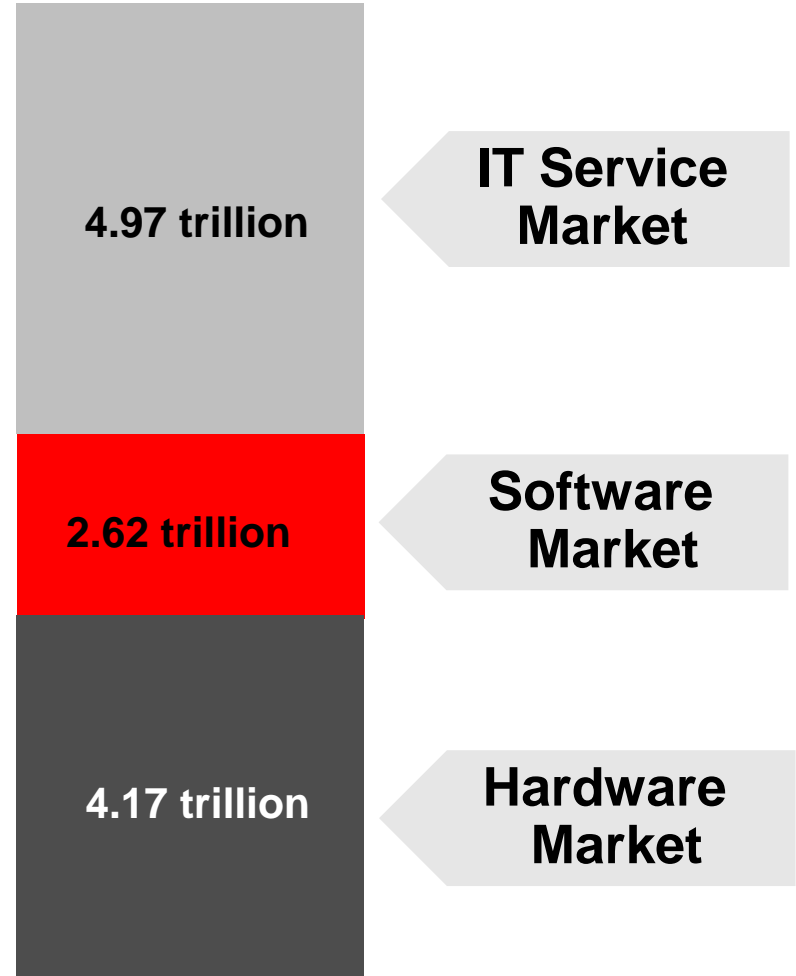 4.97 trillion
IT Service
Market
2.62 trillion
Software
Market
4.17 trillion
Hardware
Market